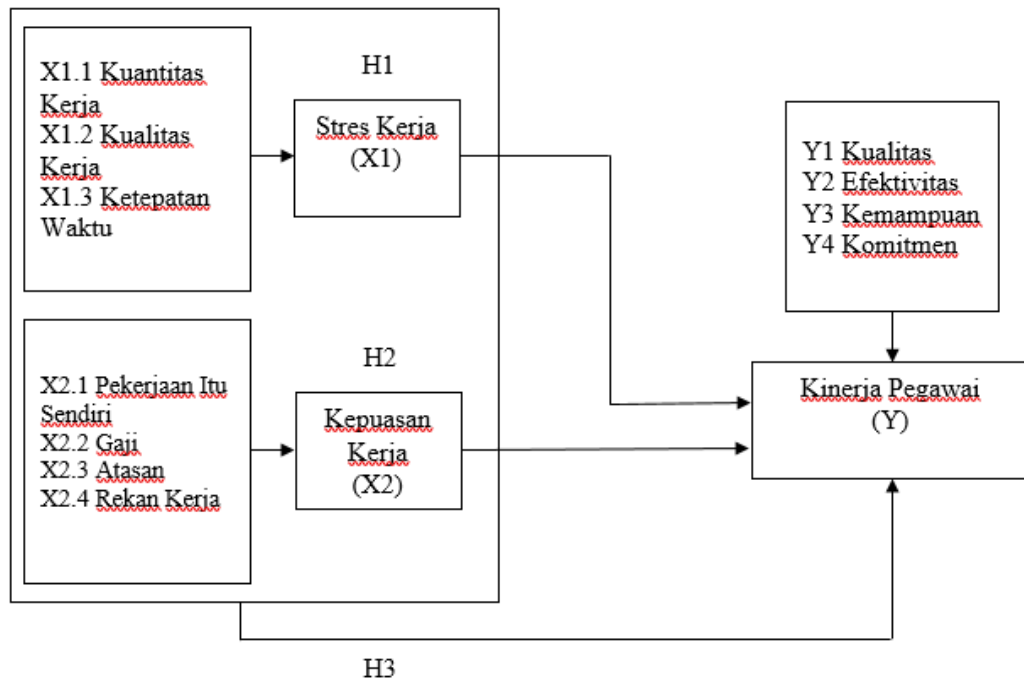 X1.1 Kuantitas
Kerja
X1.2 Kualitas
Kerja
X1.3 Ketepatan
Waktu
H1
Stres Kerja
(X1)
X2.1 Pekerjaan Itu
Sendiri
X2.2 Gaji
X2.3 Atasan
X2.4 Rekan Kerja
H2
Kepuasan
Kerja
(X2)
Y1 Kualitas
Y2 Efektivitas
Y3 Kemampuan
Y4 Komitmen
Kinerja Pegawai
(Y)
H3